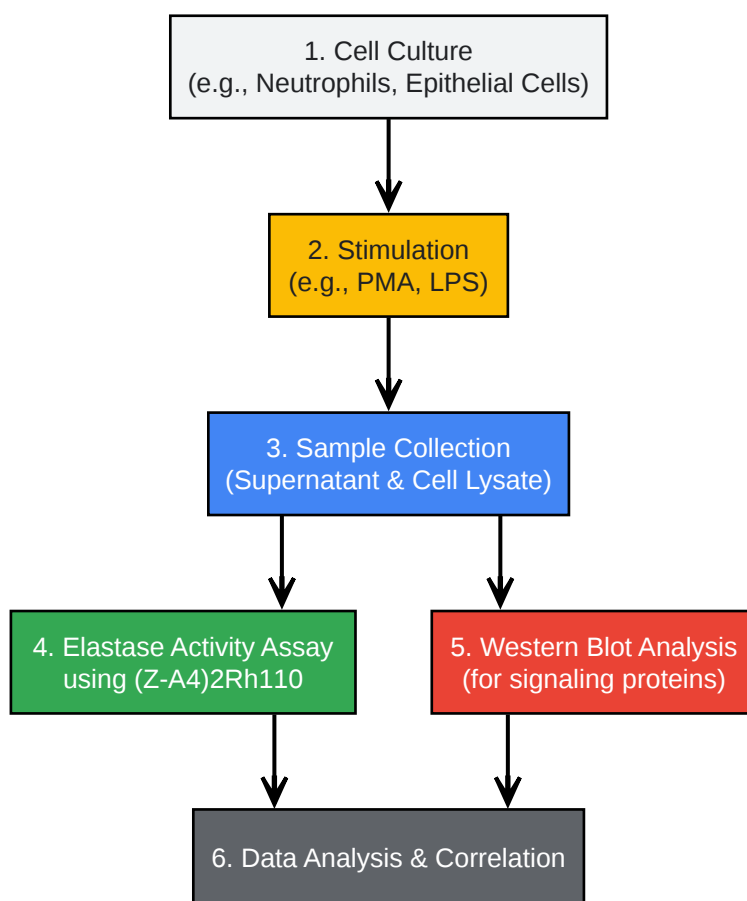 1. Cell Culture
(e.g., Neutrophils, Epithelial Cells)
2. Stimulation
(e.g., PMA, LPS)
3. Sample Collection
(Supernatant & Cell Lysate)
4. Elastase Activity Assay
using (Z-A4)2Rh110
5. Western Blot Analysis
(for signaling proteins)
6. Data Analysis & Correlation